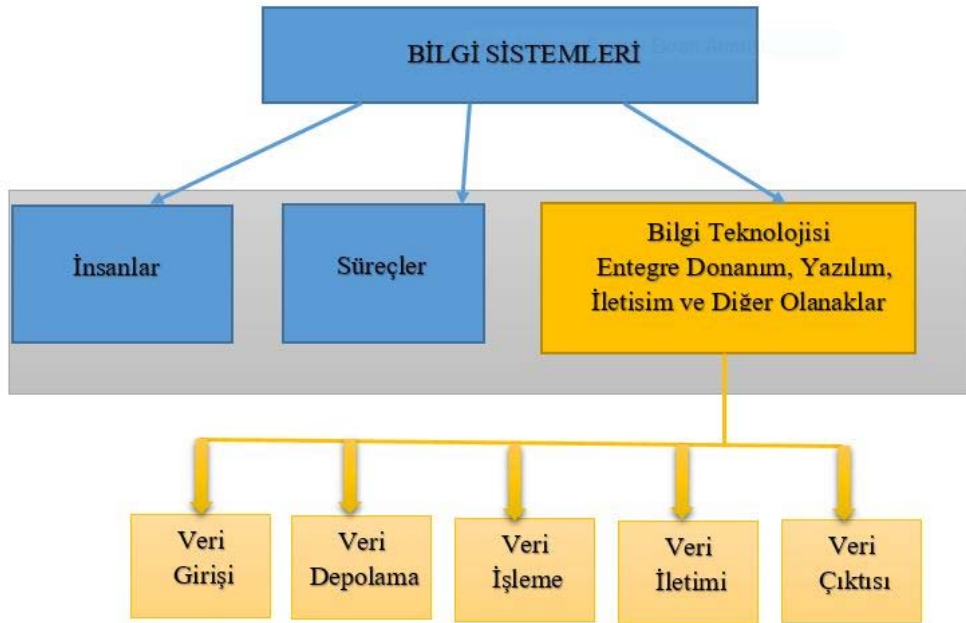 BİLGİ SİSTEMLERİ
İnsanlar
Süreçler
Bilgi Teknolojisi
Entegre Donanım, Yazılım,
İletisim ve Diğer Olanaklar
Veri
Girişi
Veri
Depolama
Veri
İşleme
Veri
İletimi
Veri
Çıktısı